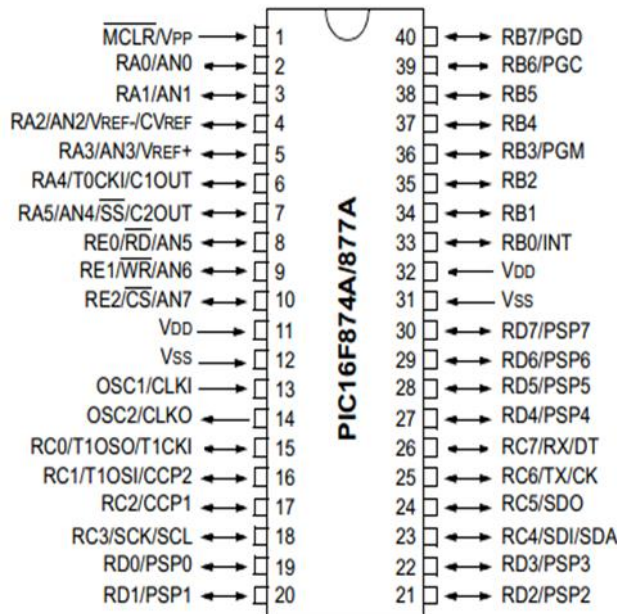 MCLR/VPP 1 40 RB7/PGD
RA0/AN0 2 39 RB6/PGC
RA1/AN1 3 38 RB5
RA2/AN2/VREF-/CVREF 4 37 RB4
RA3/AN3/VREF+ 5 36 RB3/PGM
RA4/T0CKI/C1OUT 6 35 RB2
RA5/AN4/SS/C2OUT 7 34 RB1
RE0/RD/AN5 8 33 RB0/INT
RE1/WR/AN6 9 32 VDD
RE2/CS/AN7 10 31 VSS
VDD 11 30 RD7/PSP7
VSS 12 29 RD6/PSP6
OSC1/CLKI 13 28 RD5/PSP5
OSC2/CLKO 14 27 RD4/PSP4
RC0/T1OSO/T1CKI 15 26 RC7/RX/DT
RC1/T1OSI/CCP2 16 25 RC6/TX/CK
RC2/CCP1 17 24 RC5/SDO
RC3/SCK/SCL 18 23 RC4/SDI/SDA
RD0/PSP0 19 22 RD3/PSP3
RD1/PSP1 20 21 RD2/PSP2
PIC16F874A/877A